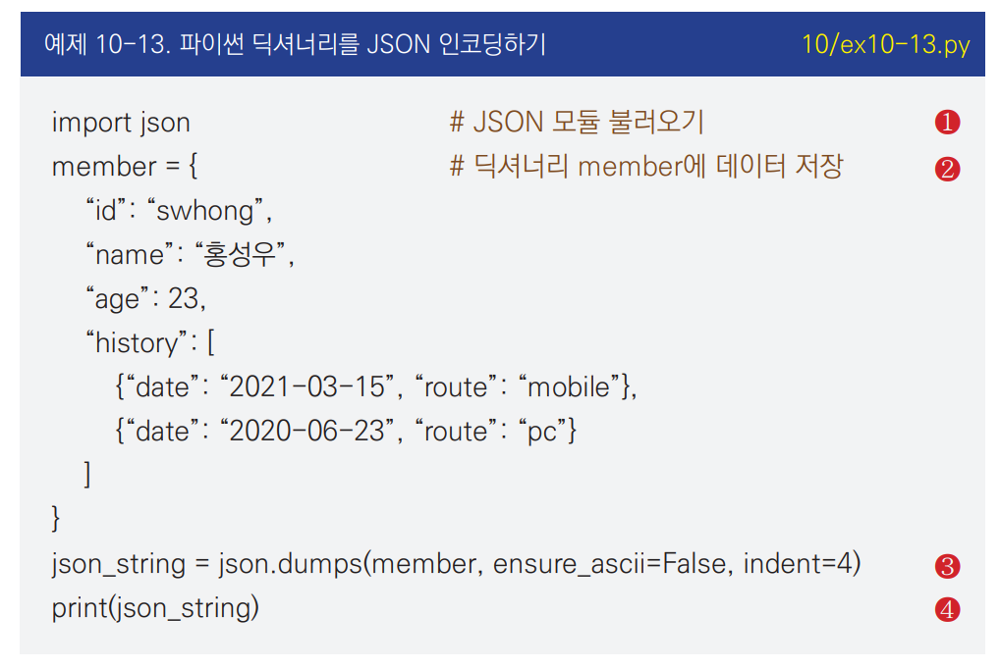 예제 10-13. 파이썬 딕셔너리를 JSON 인코딩하기 10/ex10-13.py
import json # JSON 모듈 불러오기 ❶
member = { # 딕셔너리 member에 데이터 저장 ❷
“id”: “swhong”,
“name”: “홍성우”,
“age”: 23,
“history”: [
{“date”: “2021-03-15”, “route”: “mobile”},
{“date”: “2020-06-23”, “route”: “pc”}
]
}
json_string = json.dumps(member, ensure_ascii=False, indent=4) ❸
print(json_string) ❹